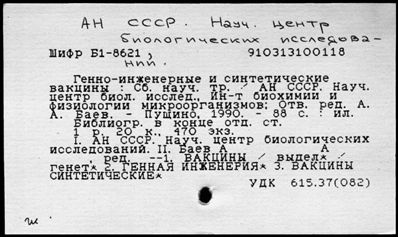 АН СССР. Науч. центр
биологических исследова-
ний.
Шифр Б1-8621, 910313100118
Генно-инженерные и синтетические
вакцины : Сб. науч. тр. / АН СССР. Науч.
центр биол. исслед., Ин-т биохимии и
физиологии микроорганизмов; Отв. ред. А.
А. Баев. - Пущино, 1990. - 88 с. : ил.
Библиогр. в конце отд. ст.
1 р. 20 к., 470 экз.
I. АН СССР. Науч. центр биологических
исследований. II. Баев А А
, ред. --1. ВАКЦИНЫ / выдел* /
генет* 2. ГЕННАЯ ИНЖЕНЕРИЯ* 3. ВАКЦИНЫ
СИНТЕТИЧЕСКИЕ*
УДК 615.37(082)